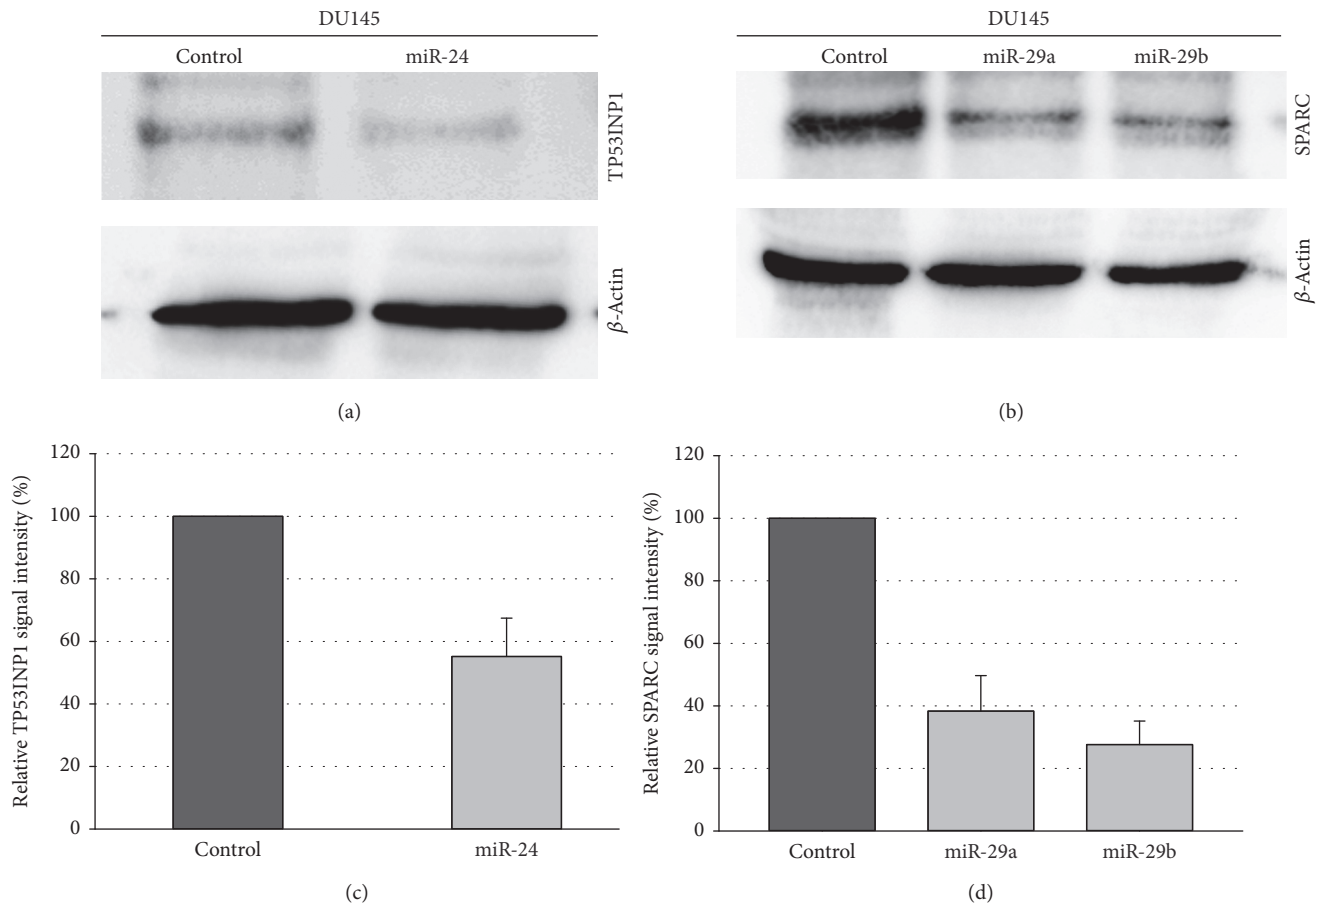 DU145
Control miR-24
TP53INP1
β-Actin
(a)
DU145
Control miR-29a miR-29b
SPARC
β-Actin
(b)
Relative TP53INP1 signal intensity (%)
120
100
80
60
40
20
0
Control miR-24
(c)
Relative SPARC signal intensity (%)
120
100
80
60
40
20
0
Control miR-29a miR-29b
(d)